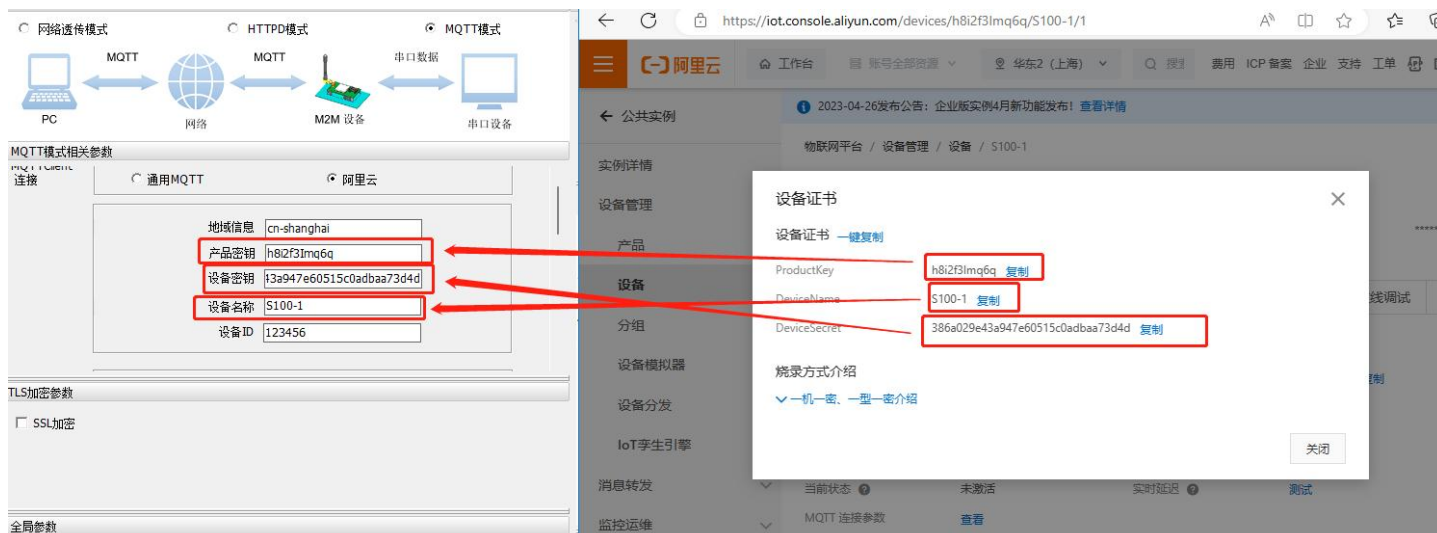 网络透传模式
HTTPD模式
MQTT模式
MQTT
MQTT
串口数据
PC
网络
M2M 设备
串口设备
MQTT模式相关参数
MQTTClient
连接
通用MQTT
阿里云
地域信息 cn-shanghai
产品密钥 h8i2f3Imq6q
设备密钥 43a947e60515c0adbaa73d4d
设备名称 S100-1
设备ID 123456
TLS加密参数
SSL加密
全局参数
https://iot.console.aliyun.com/devices/h8i2f3Imq6q/S100-1/1
阿里云
工作台
账号全部资源
华东2 (上海)
费用 ICP 备案 企业 支持 工单
公共实例
2023-04-26发布公告：企业版实例4月新功能发布! 查看详情
物联网平台 / 设备管理 / 设备 / S100-1
实例详情
设备管理
产品
设备
分组
设备模拟器
设备分发
IoT孪生引擎
消息转发
监控运维
设备证书
设备证书 一键复制
ProductKey h8i2f3Imq6q 复制
DeviceName S100-1 复制
DeviceSecret 386a029e43a947e60515c0adbaa73d4d 复制
烧录方式介绍
一机一密、一型一密介绍
关闭
*****
线调试
制
当前状态 未激活 实时延迟 测试
MQTT 连接参数 查看